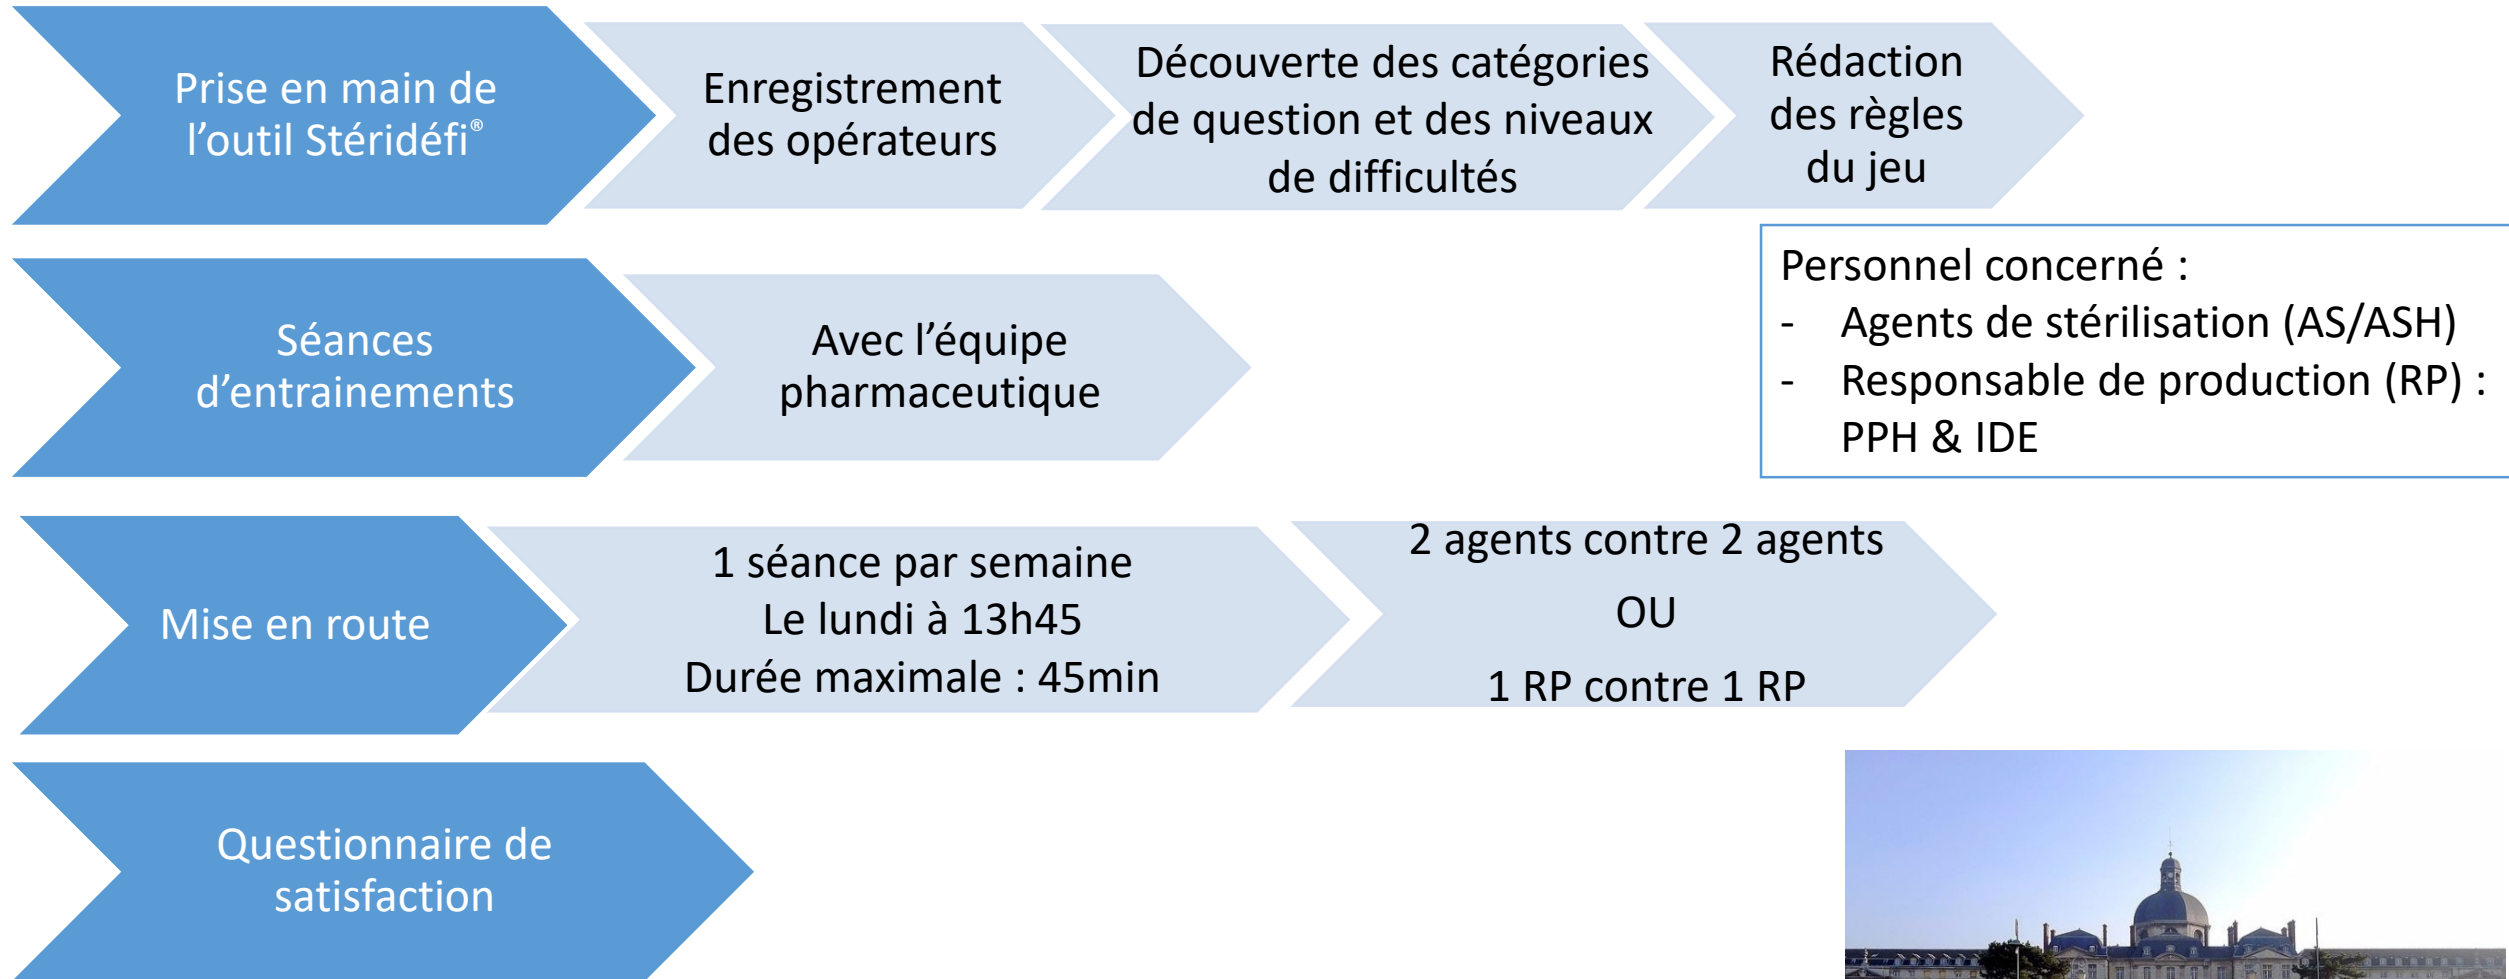 Prise en main de
l’outil Stéridéfi®
Enregistrement
des opérateurs
Découverte des catégories
de question et des niveaux
de difficultés
Rédaction
des règles
du jeu
Personnel concerné :
- Agents de stérilisation (AS/ASH)
- Responsable de production (RP) :
PPH & IDE
Séances
d’entrainements
Avec l’équipe
pharmaceutique
Mise en route
1 séance par semaine
Le lundi à 13h45
Durée maximale : 45min
2 agents contre 2 agents
OU
1 RP contre 1 RP
Questionnaire de
satisfaction